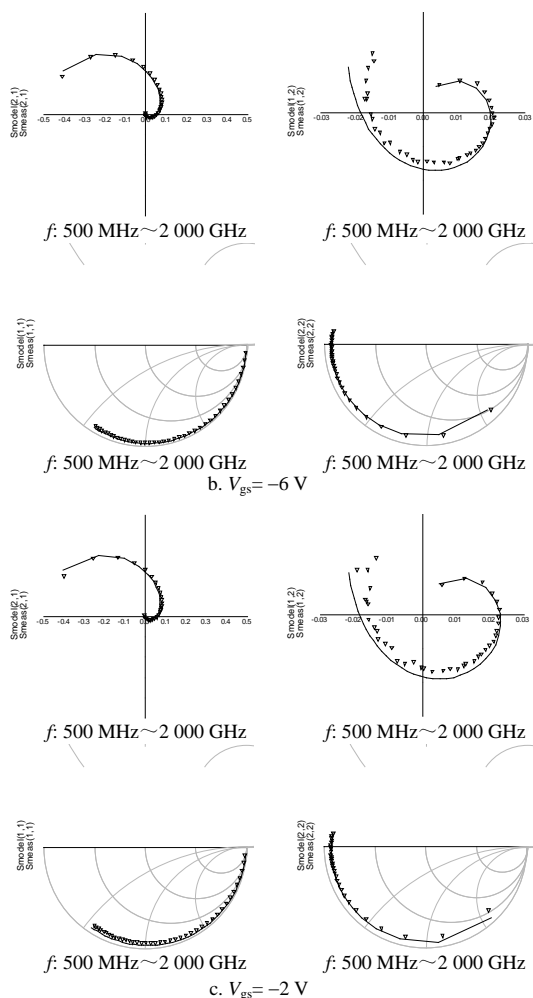 Smodel(2,1)
Smeas(2,1)
-0.5 -0.4 -0.3 -0.2 -0.1 0.0 0.1 0.2 0.3 0.4 0.5
Smodel(1,2)
Smeas(1,2)
-0.03 -0.02 -0.01 0.00 0.01 0.02 0.03
f: 500 MHz～2 000 GHz
f: 500 MHz～2 000 GHz
Smodel(1,1)
Smeas(1,1)
Smodel(2,2)
Smeas(2,2)
f: 500 MHz～2 000 GHz
f: 500 MHz～2 000 GHz
b. Vgs= −6 V
Smodel(2,1)
Smeas(2,1)
-0.5 -0.4 -0.3 -0.2 -0.1 0.0 0.1 0.2 0.3 0.4 0.5
Smodel(1,2)
Smeas(1,2)
-0.03 -0.02 -0.01 0.00 0.01 0.02 0.03
f: 500 MHz～2 000 GHz
f: 500 MHz～2 000 GHz
Smodel(1,1)
Smeas(1,1)
Smodel(2,2)
Smeas(2,2)
f: 500 MHz～2 000 GHz
f: 500 MHz～2 000 GHz
c. Vgs= −2 V